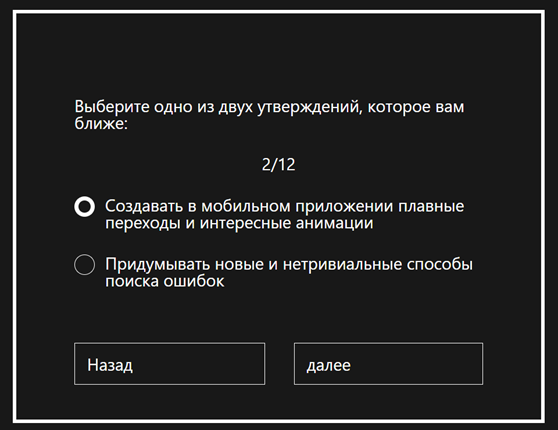 Выберите одно из двух утверждений, которое вам
ближе:
2/12
Создавать в мобильном приложении плавные
переходы и интересные анимации
Придумывать новые и нетривиальные способы
поиска ошибок
Назад
далее